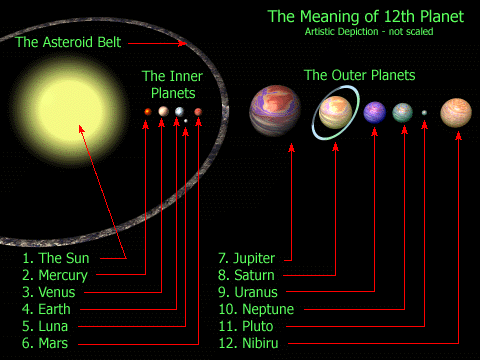 The Meaning of 12th Planet
Artistic Depiction - not scaled
The Asteroid Belt
The Inner
Planets
The Outer Planets
1. The Sun
2. Mercury
3. Venus
4. Earth
5. Luna
6. Mars
7. Jupiter
8. Saturn
9. Uranus
10. Neptune
11. Pluto
12. Nibiru